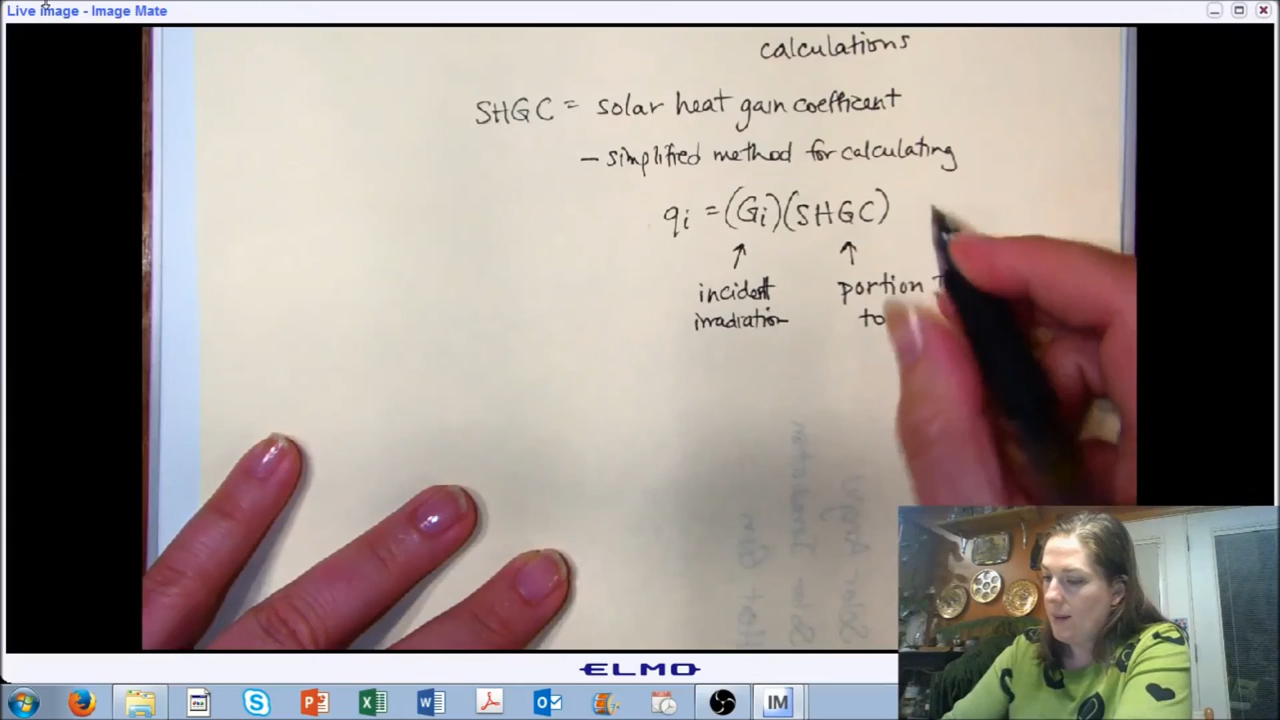 Live Image - Image Mate
calculations
SHGC = solar heat gain coefficent
– simplified method for calculating
qi = (Gi)(SHGC)
↑ ↑
incident portion
irradiation to
ELMO
IM